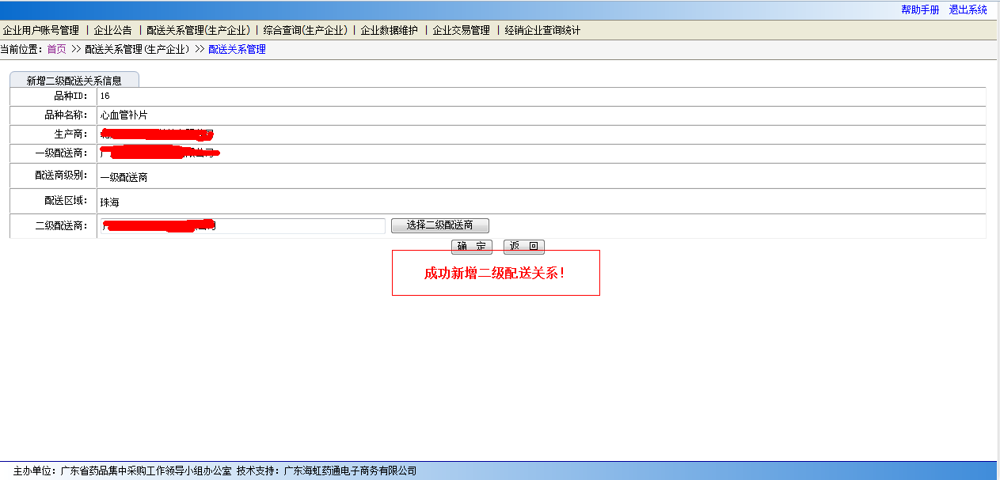 帮助手册 退出系统
企业用户账号管理 | 企业公告 | 配送关系管理(生产企业) | 综合查询(生产企业) | 企业数据维护 | 企业交易管理 | 经销企业查询统计
当前位置: 首页 >> 配送关系管理(生产企业) >> 配送关系管理
新增二级配送关系信息
品种ID: 16
品种名称: 心血管补片
生产商:
一级配送商: 限公司
配送商级别: 一级配送商
配送区域: 珠海
二级配送商: 选择二级配送商
确 定 返 回
成功新增二级配送关系!
主办单位: 广东省药品集中采购工作领导小组办公室 技术支持: 广东海虹药通电子商务有限公司